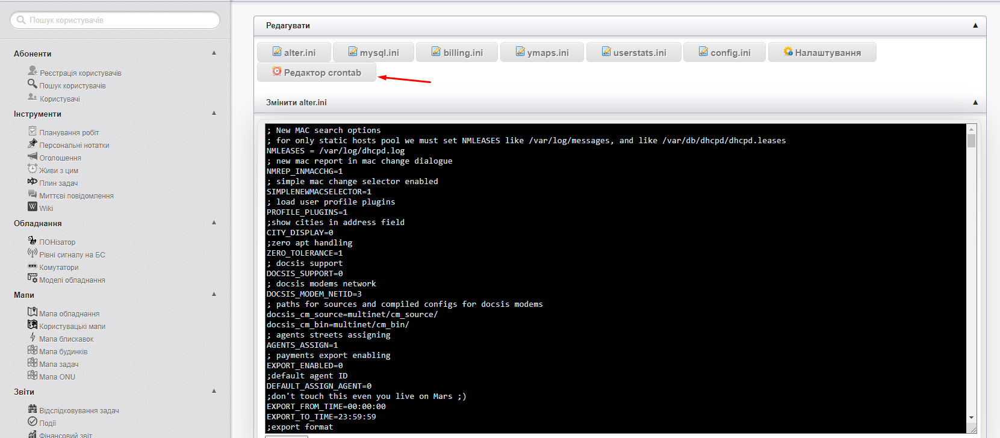 Пошук користувачів
Абоненти
Реєстрація користувачів
Пошук користувачів
Користувачі
Інструменти
Планування робіт
Персональні нотатки
Оголошення
Живи з цим
Плин задач
Миттєві повідомлення
Wiki
Обладнання
ПОНізатор
Рівні сигналу на БС
Комутатори
Моделі обладнання
Мапи
Мапа обладнання
Користувацькі мапи
Мапа блискавок
Мапа будинків
Мапа задач
Мапа ONU
Звіти
Відслідковування задач
Події
Фінансовий звіт
Редагувати
alter.ini mysql.ini billing.ini ymaps.ini userstats.ini config.ini Налаштування
Редактор crontab
Змінити alter.ini
; New MAC search options
; for only static hosts pool we must set NMLEASES like /var/log/messages, and like /var/db/dhcpd/dhcpd.leases
NMLEASES = /var/log/dhcpd.log
; new mac report in mac change dialogue
NMREP_INMACCHG=1
; simple mac change selector enabled
SIMPLENEWMACSELECTOR=1
; load user profile plugins
PROFILE_PLUGINS=1
;show cities in address field
CITY_DISPLAY=0
;zero apt handling
ZERO_TOLERANCE=1
; docsis support
DOCSIS_SUPPORT=0
; docsis modems network
DOCSIS_MODEM_NETID=3
; paths for sources and compiled configs for docsis modems
docsis_cm_source=multinet/cm_source/
docsis_cm_bin=multinet/cm_bin/
; agents streets assigning
AGENTS_ASSIGN=1
; payments export enabling
EXPORT_ENABLED=0
;default agent ID
DEFAULT_ASSIGN_AGENT=0
;don't touch this even you live on Mars ;)
EXPORT_FROM_TIME=00:00:00
EXPORT_TO_TIME=23:59:59
;export format